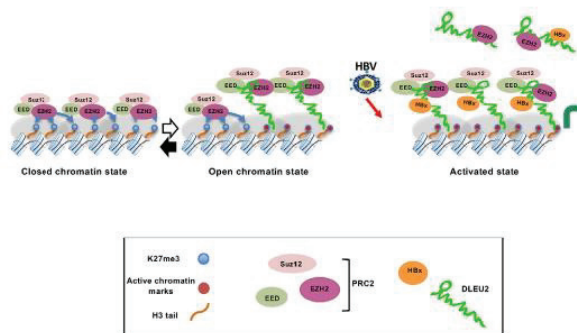 EZH2
EZH2
HBx
Suz12
Suz12
HBV
Suz12
Suz12
EED
EZH2
EED
EZH2
EED
EZH2
EED
EZH2
Suz12
Suz12
Suz12
Suz12
HBx
HBx
HBx
EED
EZH2
EED
EZH2
EED
EZH2
EED
EZH2
Closed chromatin state
Open chromatin state
Activated state
K27me3
Suz12
HBx
Active chromatin
marks
EED
EZH2
PRC2
DLEU2
H3 tail